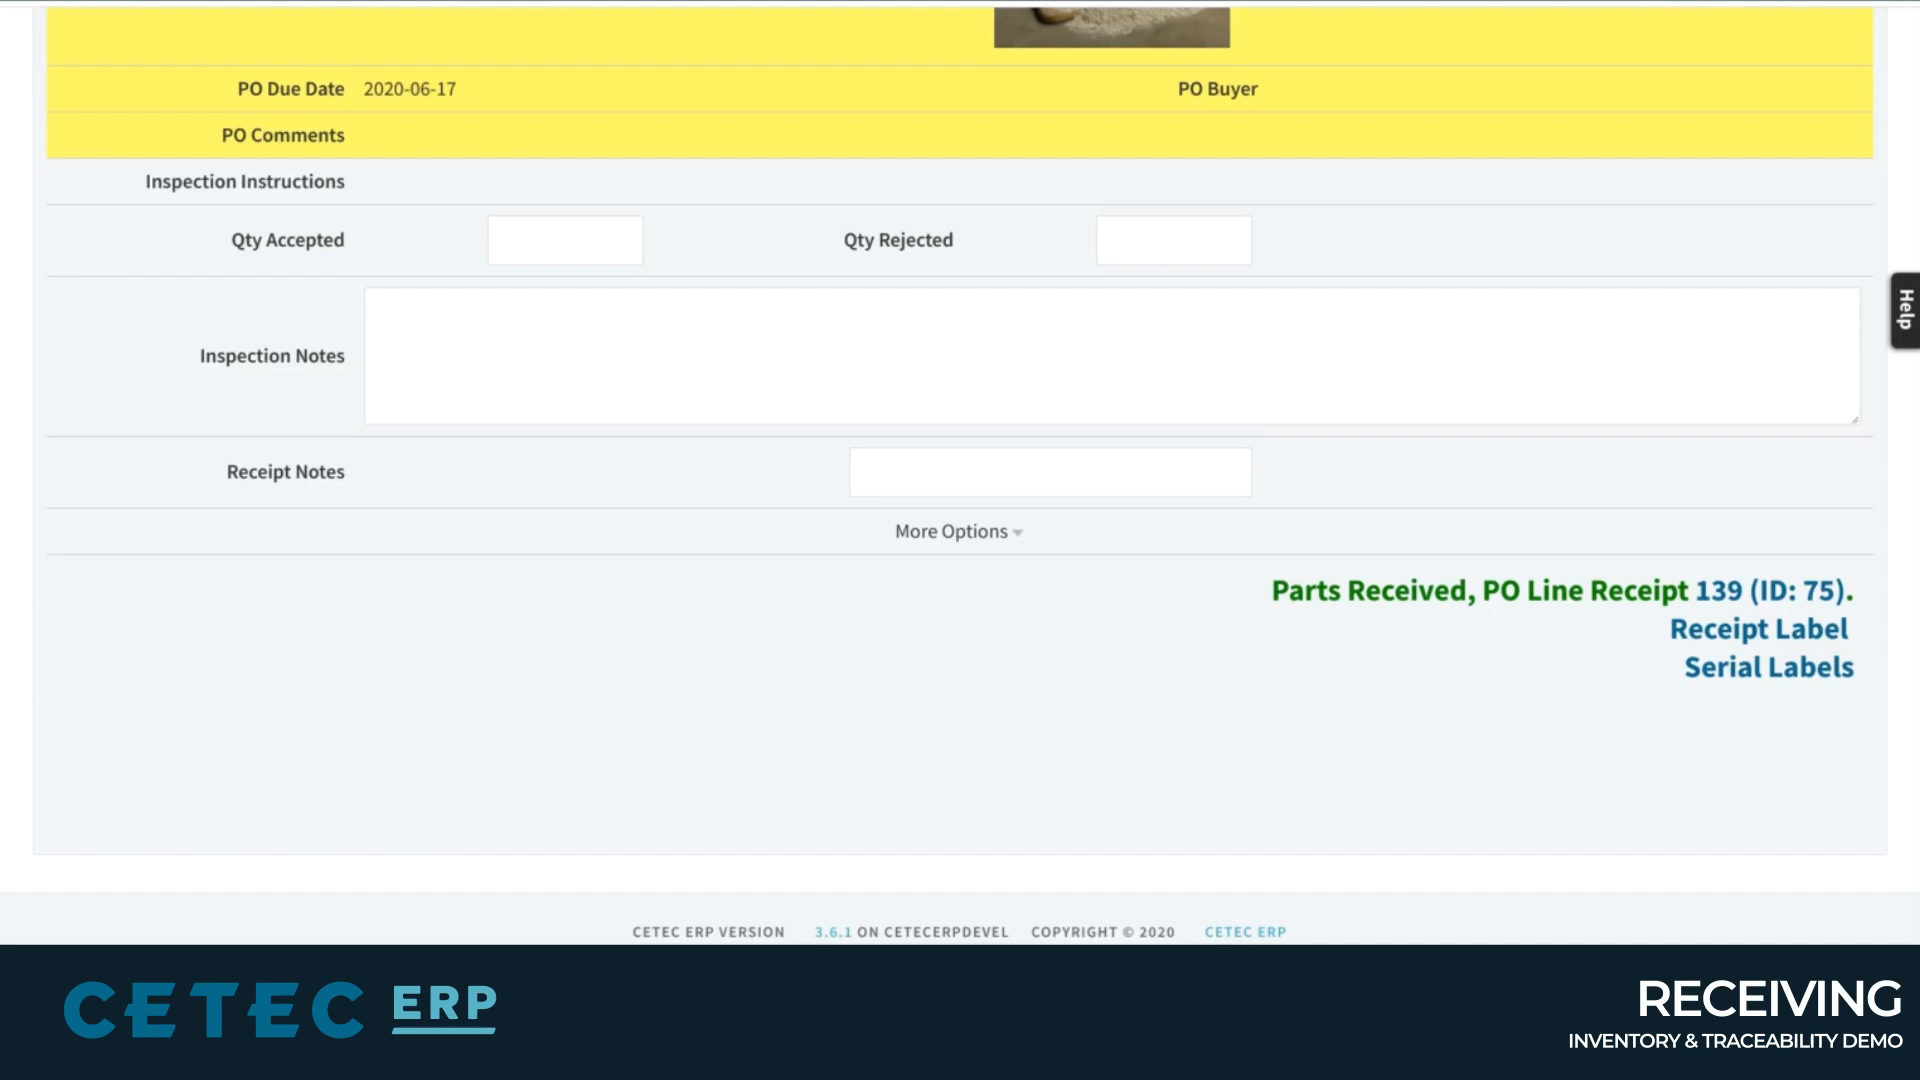 PO Due Date 2020-06-17 PO Buyer
PO Comments
Inspection Instructions
Qty Accepted Qty Rejected
Inspection Notes
Help
Receipt Notes
More Options
Parts Received, PO Line Receipt 139 (ID: 75).
Receipt Label
Serial Labels
CETEC ERP VERSION 3.6.1 ON CETECERPDEVEL COPYRIGHT © 2020 CETEC ERP
CETEC ERP
RECEIVING
INVENTORY & TRACEABILITY DEMO